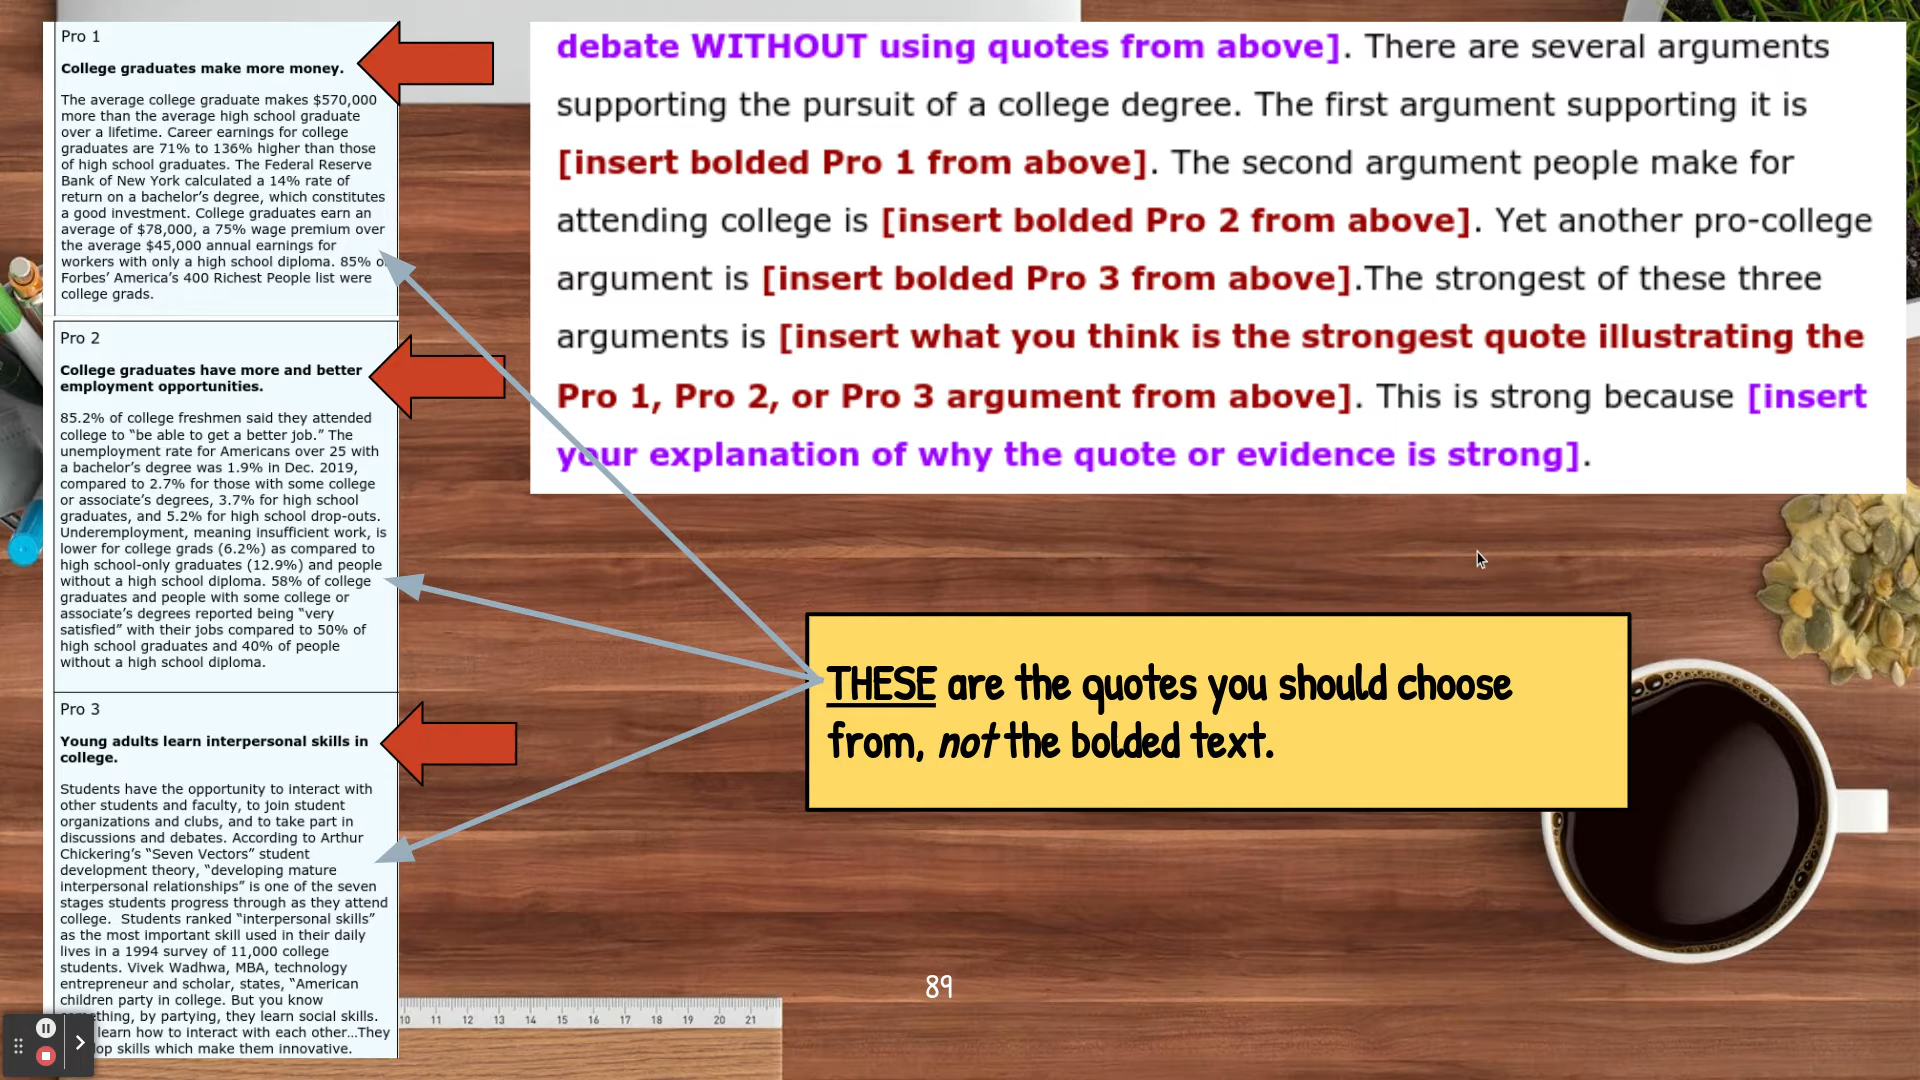 Pro 1
College graduates make more money.
The average college graduate makes $570,000
more than the average high school graduate
over a lifetime. Career earnings for college
graduates are 71% to 136% higher than those
of high school graduates. The Federal Reserve
Bank of New York calculated a 14% rate of
return on a bachelor's degree, which constitutes
a good investment. College graduates earn an
average of $78,000, a 75% wage premium over
the average $45,000 annual earnings for
workers with only a high school diploma. 85%
Forbes' America's 400 Richest People list were
college grads.
Pro 2
College graduates have more and better
employment opportunities.
85.2% of college freshmen said they attended
college to “be able to get a better job.” The
unemployment rate for Americans over 25 with
a bachelor's degree was 1.9% in Dec. 2019,
compared to 2.7% for those with some college
or associate's degrees, 3.7% for high school
graduates, and 5.2% for high school drop-outs.
Underemployment, meaning insufficient work, is
lower for college grads (6.2%) as compared to
high school-only graduates (12.9%) and people
without a high school diploma. 58% of college
graduates and people with some college or
associate's degrees reported being “very
satisfied” with their jobs compared to 50% of
high school graduates and 40% of people
without a high school diploma.
Pro 3
Young adults learn interpersonal skills in
college.
Students have the opportunity to interact with
other students and faculty, to join student
organizations and clubs, and to take part in
discussions and debates. According to Arthur
Chickering's “Seven Vectors” student
development theory, “developing mature
interpersonal relationships” is one of the seven
stages students progress through as they attend
college. Students ranked “interpersonal skills”
as the most important skill used in their daily
lives in a 1994 survey of 11,000 college
students. Vivek Wadhwa, MBA, technology
entrepreneur and scholar, states, “American
children party in college. But you know
by partying, they learn social skills.
learn how to interact with each other...They
skills which make them innovative.
debate WITHOUT using quotes from above]. There are several arguments
supporting the pursuit of a college degree. The first argument supporting it is
[insert bolded Pro 1 from above]. The second argument people make for
attending college is [insert bolded Pro 2 from above]. Yet another pro-college
argument is [insert bolded Pro 3 from above].The strongest of these three
arguments is [insert what you think is the strongest quote illustrating the
Pro 1, Pro 2, or Pro 3 argument from above]. This is strong because [insert
your explanation of why the quote or evidence is strong].
THESE are the quotes you should choose
from, not the bolded text.
89
10 11 12 13 14 15 16 17 18 19 20 21